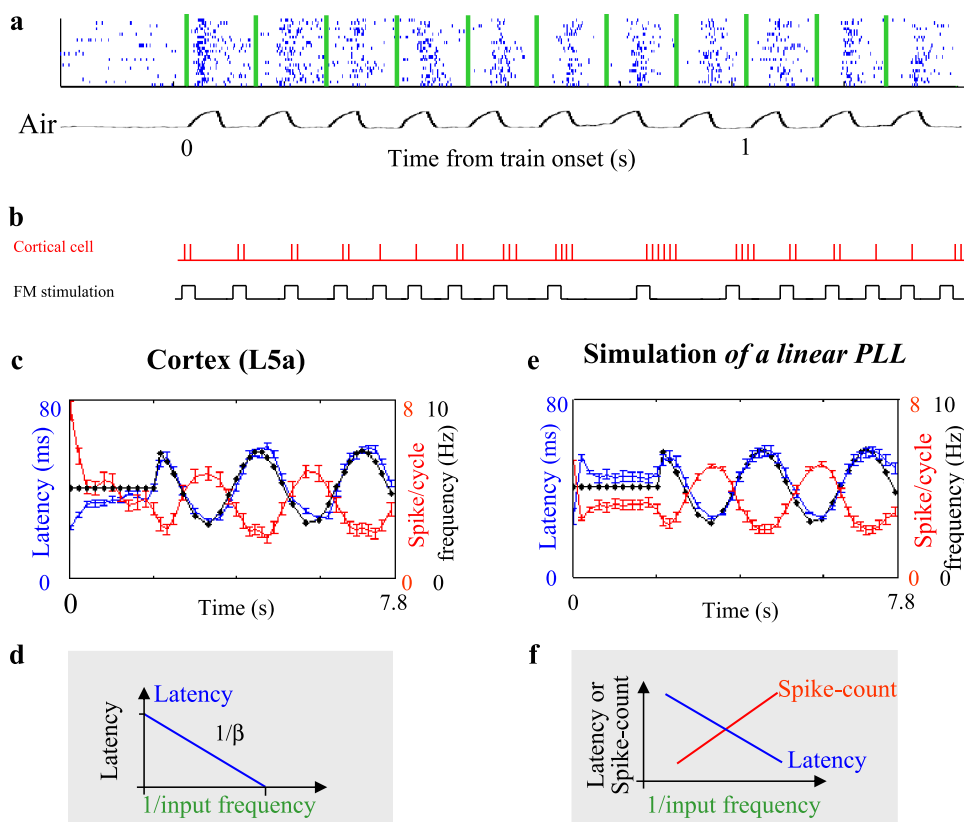 a
Air
0
1
Time from train onset (s)
b
Cortical cell
FM stimulation
c
Cortex (L5a)
80
Latency (ms)
0
8
Spike/cycle
0
10
frequency (Hz)
0
0
Time (s)
7.8
e
Simulation of a linear PLL
80
Latency (ms)
0
8
Spike/cycle
0
10
frequency (Hz)
0
0
Time (s)
7.8
d
Latency
Latency
1/β
1/input frequency
f
Latency or
Spike-count
Spike-count
Latency
1/input frequency